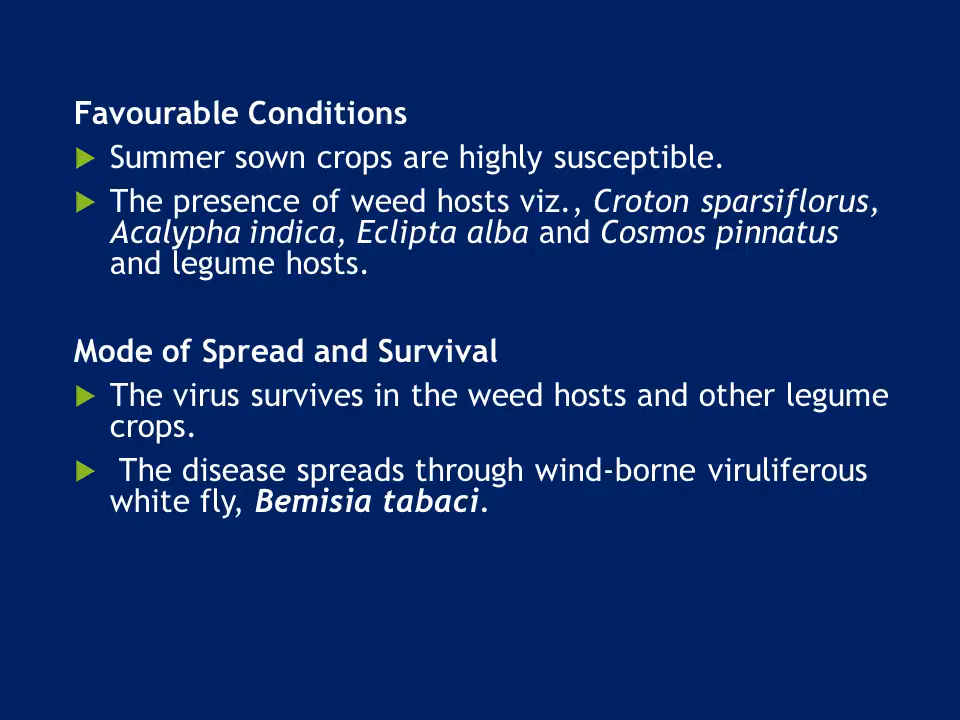 Favourable Conditions
Summer sown crops are highly susceptible.
The presence of weed hosts viz., Croton sparsiflorus,
Acalypha indica, Eclipta alba and Cosmos pinnatus
and legume hosts.
Mode of Spread and Survival
The virus survives in the weed hosts and other legume
crops.
The disease spreads through wind-borne viruliferous
white fly, Bemisia tabaci.